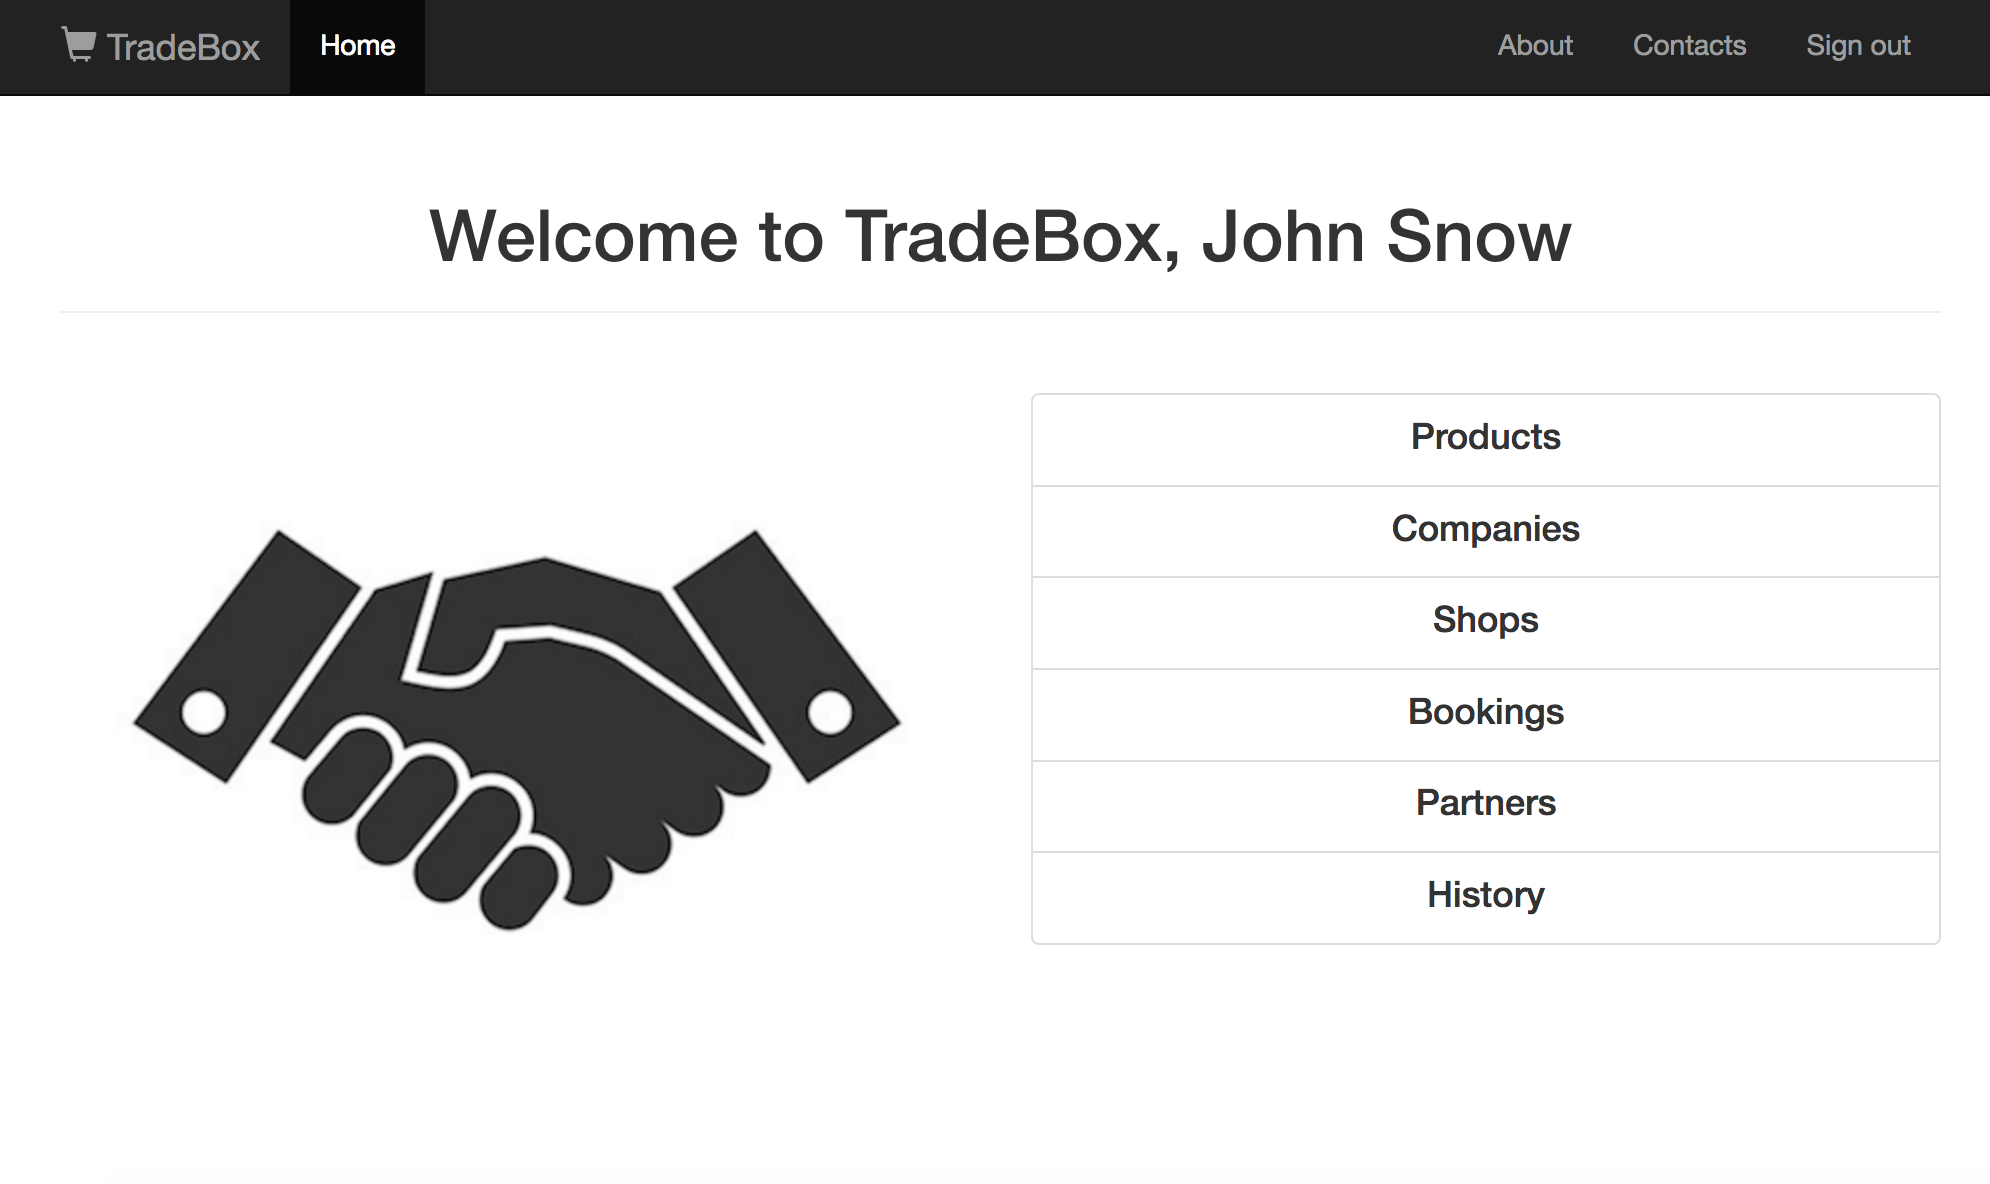 TradeBox Home About Contacts Sign out
Welcome to TradeBox, John Snow
Products
Companies
Shops
Bookings
Partners
History